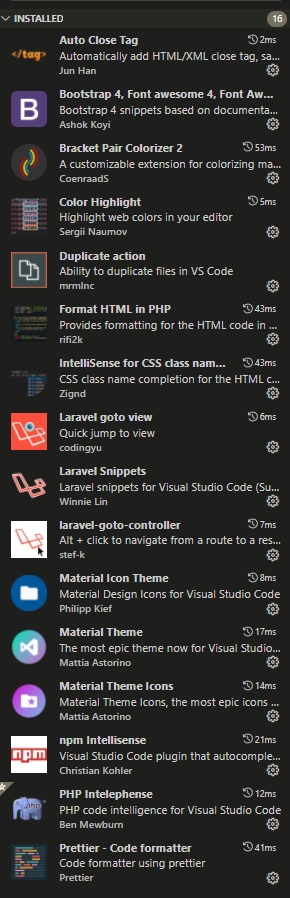 INSTALLED 16
</tag>
Auto Close Tag 2ms
Automatically add HTML/XML close tag, sa...
Jun Han
B
Bootstrap 4, Font awesome 4, Font Aw...
Bootstrap 4 snippets based on documenta...
Ashok Koyi
Bracket Pair Colorizer 2 53ms
A customizable extension for colorizing ma...
CoenraadS
Color Highlight 5ms
Highlight web colors in your editor
Sergii Naumov
Duplicate action
Ability to duplicate files in VS Code
mrmlnc
Format HTML in PHP 43ms
Provides formatting for the HTML code in ...
rifi2k
IntelliSense for CSS class nam... 43ms
CSS class name completion for the HTML c...
Zignd
Laravel goto view 6ms
Quick jump to view
codingyu
Laravel Snippets
Laravel snippets for Visual Studio Code (Su...
Winnie Lin
laravel-goto-controller 7ms
Alt + click to navigate from a route to a res...
stef-k
Material Icon Theme 8ms
Material Design Icons for Visual Studio Code
Philipp Kief
Material Theme 17ms
The most epic theme now for Visual Studio...
Mattia Astorino
Material Theme Icons 14ms
Material Theme Icons, the most epic icons ...
Mattia Astorino
npm
npm Intellisense 21ms
Visual Studio Code plugin that autocomple...
Christian Kohler
php
PHP Intelephense 12ms
PHP code intelligence for Visual Studio Code
Ben Mewburn
Prettier - Code formatter 41ms
Code formatter using prettier
Prettier